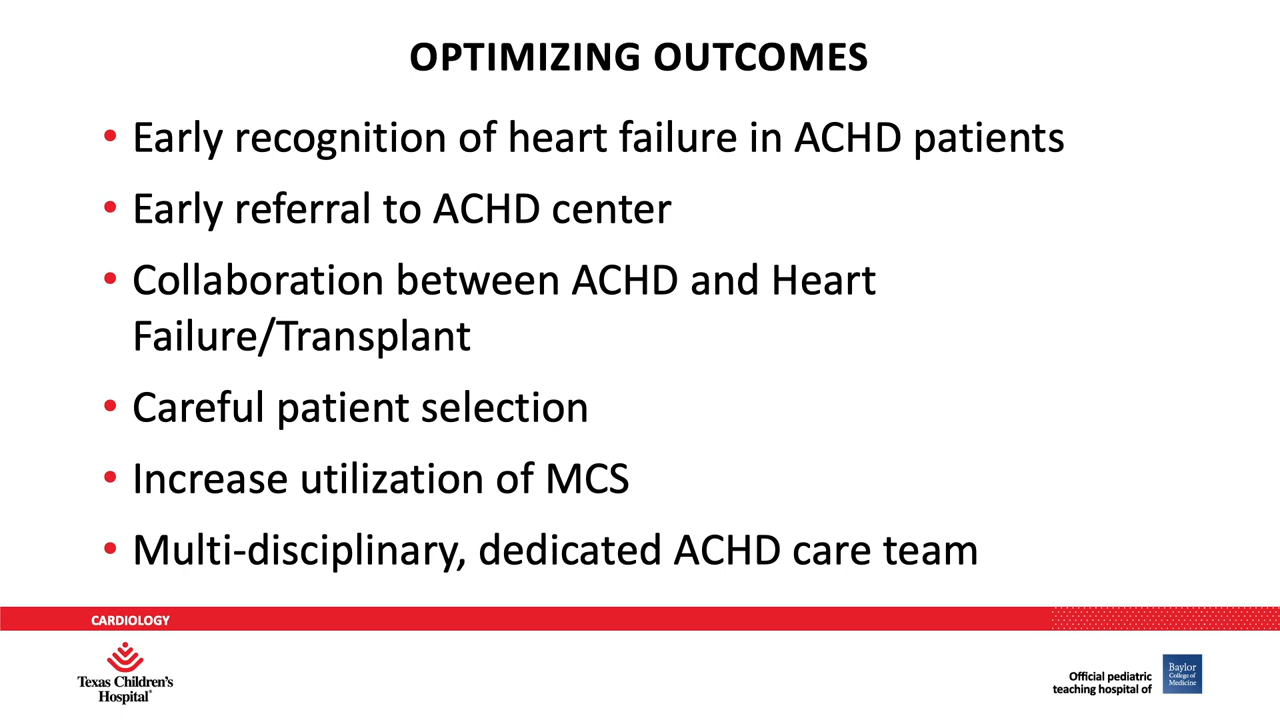 OPTIMIZING OUTCOMES
• Early recognition of heart failure in ACHD patients
• Early referral to ACHD center
• Collaboration between ACHD and Heart
Failure/Transplant
• Careful patient selection
• Increase utilization of MCS
• Multi-disciplinary, dedicated ACHD care team
CARDIOLOGY
Texas Children's
Hospital®
Official pediatric
teaching hospital of
Baylor
College of
Medicine